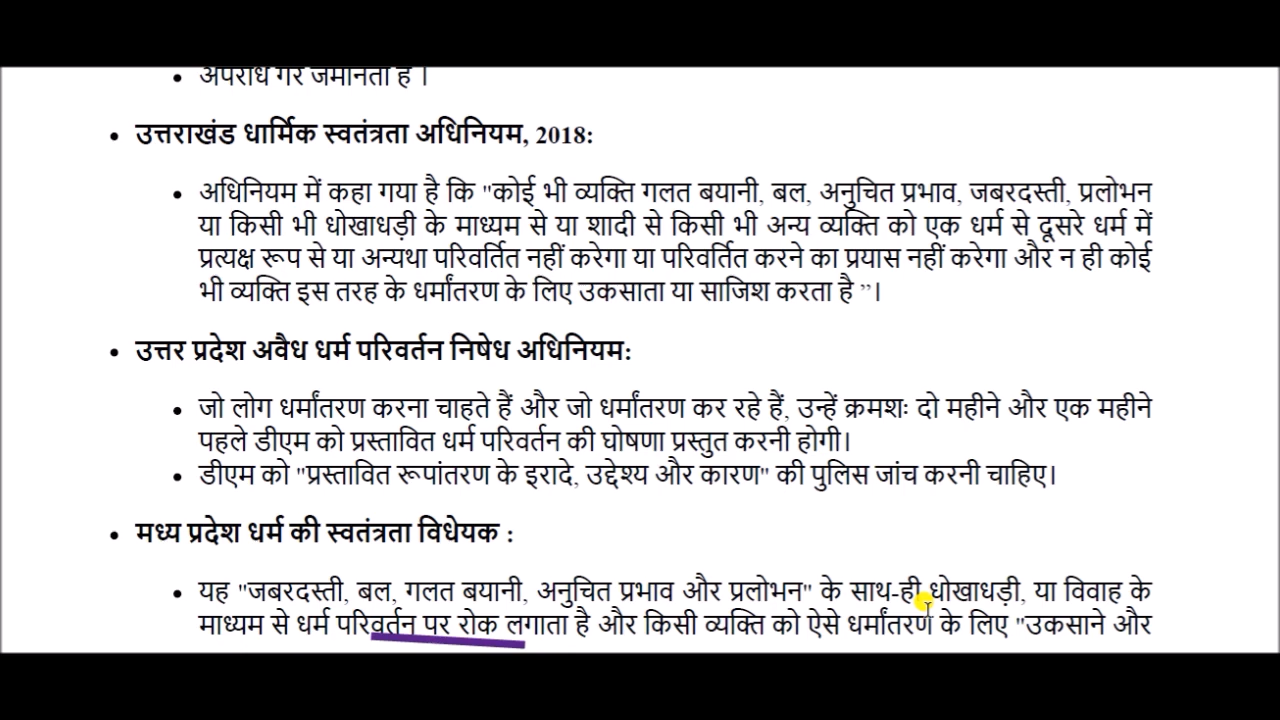 • अपराध गैर जमानती है ।
• उत्तराखंड धार्मिक स्वतंत्रता अधिनियम, 2018:
• अधिनियम में कहा गया है कि "कोई भी व्यक्ति गलत बयानी, बल, अनुचित प्रभाव, जबरदस्ती, प्रलोभन
या किसी भी धोखाधड़ी के माध्यम से या शादी से किसी भी अन्य व्यक्ति को एक धर्म से दूसरे धर्म में
प्रत्यक्ष रूप से या अन्यथा परिवर्तित नहीं करेगा या परिवर्तित करने का प्रयास नहीं करेगा और न ही कोई
भी व्यक्ति इस तरह के धर्मांतरण के लिए उकसाता या साजिश करता है ”।
• उत्तर प्रदेश अवैध धर्म परिवर्तन निषेध अधिनियम:
• जो लोग धर्मांतरण करना चाहते हैं और जो धर्मांतरण कर रहे हैं, उन्हें क्रमशः दो महीने और एक महीने
पहले डीएम को प्रस्तावित धर्म परिवर्तन की घोषणा प्रस्तुत करनी होगी।
• डीएम को "प्रस्तावित रूपांतरण के इरादे, उद्देश्य और कारण" की पुलिस जांच करनी चाहिए।
• मध्य प्रदेश धर्म की स्वतंत्रता विधेयक :
• यह "जबरदस्ती, बल, गलत बयानी, अनुचित प्रभाव और प्रलोभन" के साथ-ही धोखाधड़ी, या विवाह के
माध्यम से धर्म परिवर्तन पर रोक लगाता है और किसी व्यक्ति को ऐसे धर्मांतरण के लिए "उकसाने और